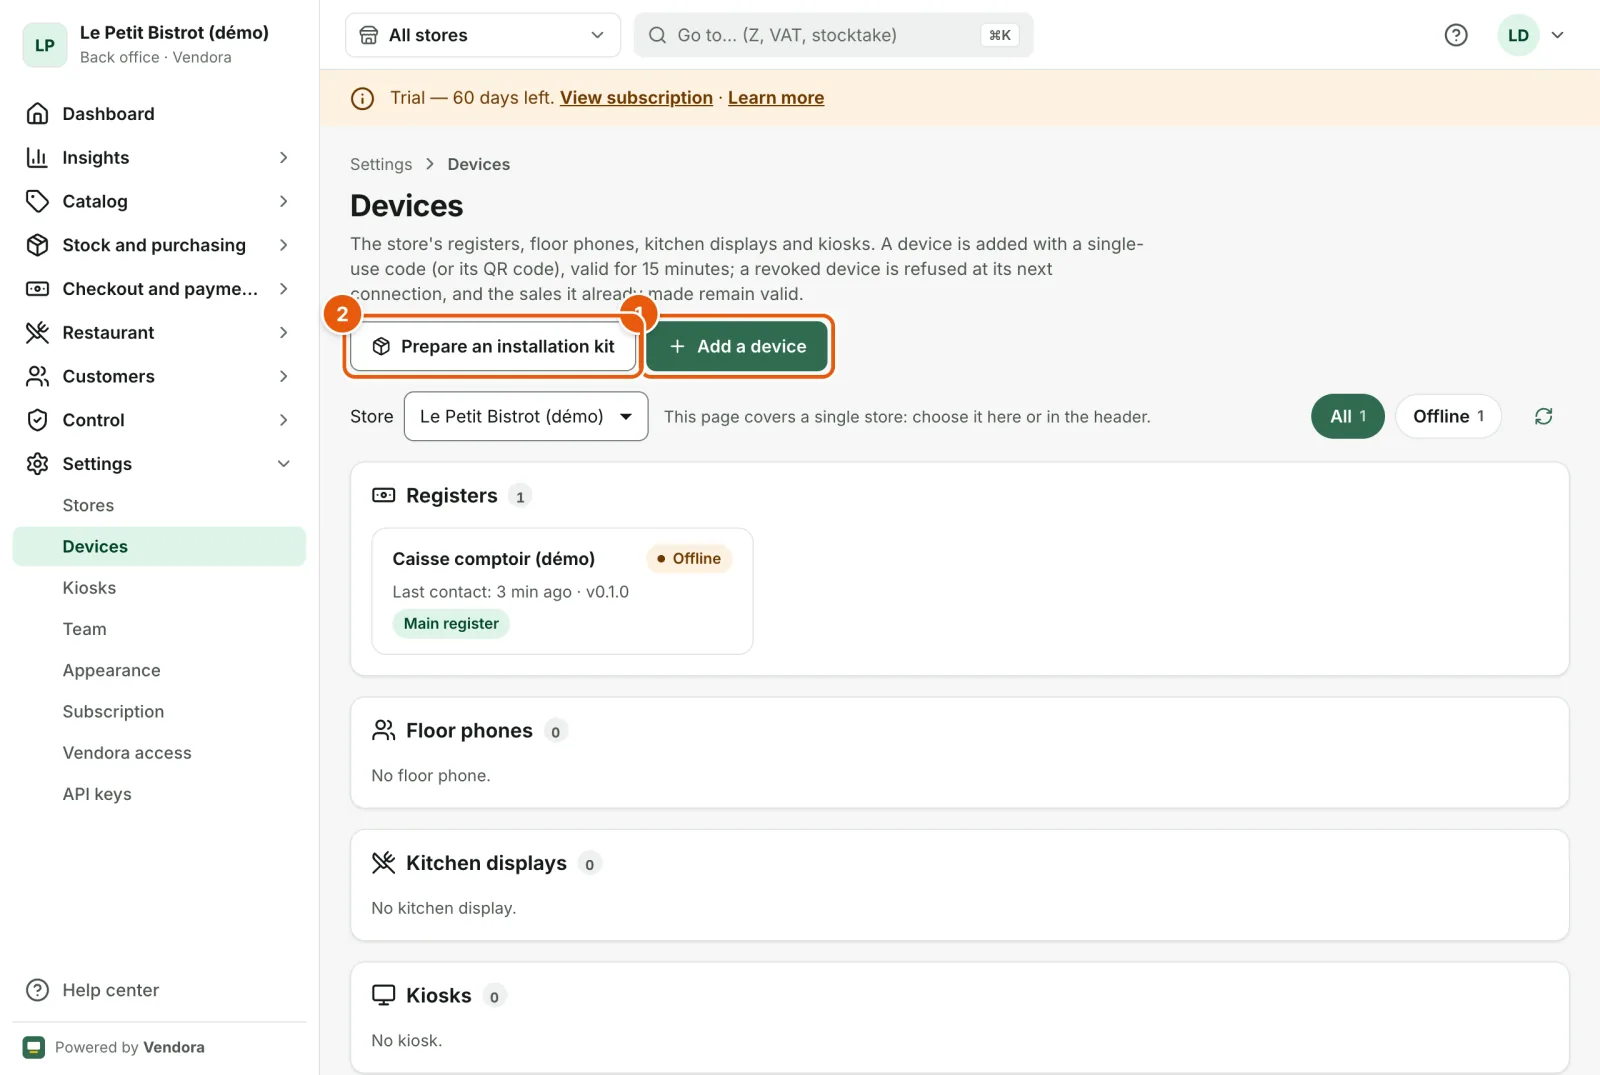 LP
Le Petit Bistrot (démo)
Back office · Vendora
All stores
Go to... (Z, VAT, stocktake)
⌘K
LD
Trial — 60 days left. View subscription · Learn more
Dashboard
Insights
Catalog
Stock and purchasing
Checkout and payme...
Restaurant
Customers
Control
Settings
Stores
Devices
Kiosks
Team
Appearance
Subscription
Vendora access
API keys
Help center
Powered by Vendora
Settings > Devices
Devices
The store's registers, floor phones, kitchen displays and kiosks. A device is added with a single-
use code (or its QR code), valid for 15 minutes; a revoked device is refused at its next
connection, and the sales it already made remain valid.
2
Prepare an installation kit
1
+ Add a device
Store
Le Petit Bistrot (démo)
This page covers a single store: choose it here or in the header.
All 1
Offline 1
Registers 1
Caisse comptoir (démo)
Offline
Last contact: 3 min ago · v0.1.0
Main register
Floor phones 0
No floor phone.
Kitchen displays 0
No kitchen display.
Kiosks 0
No kiosk.